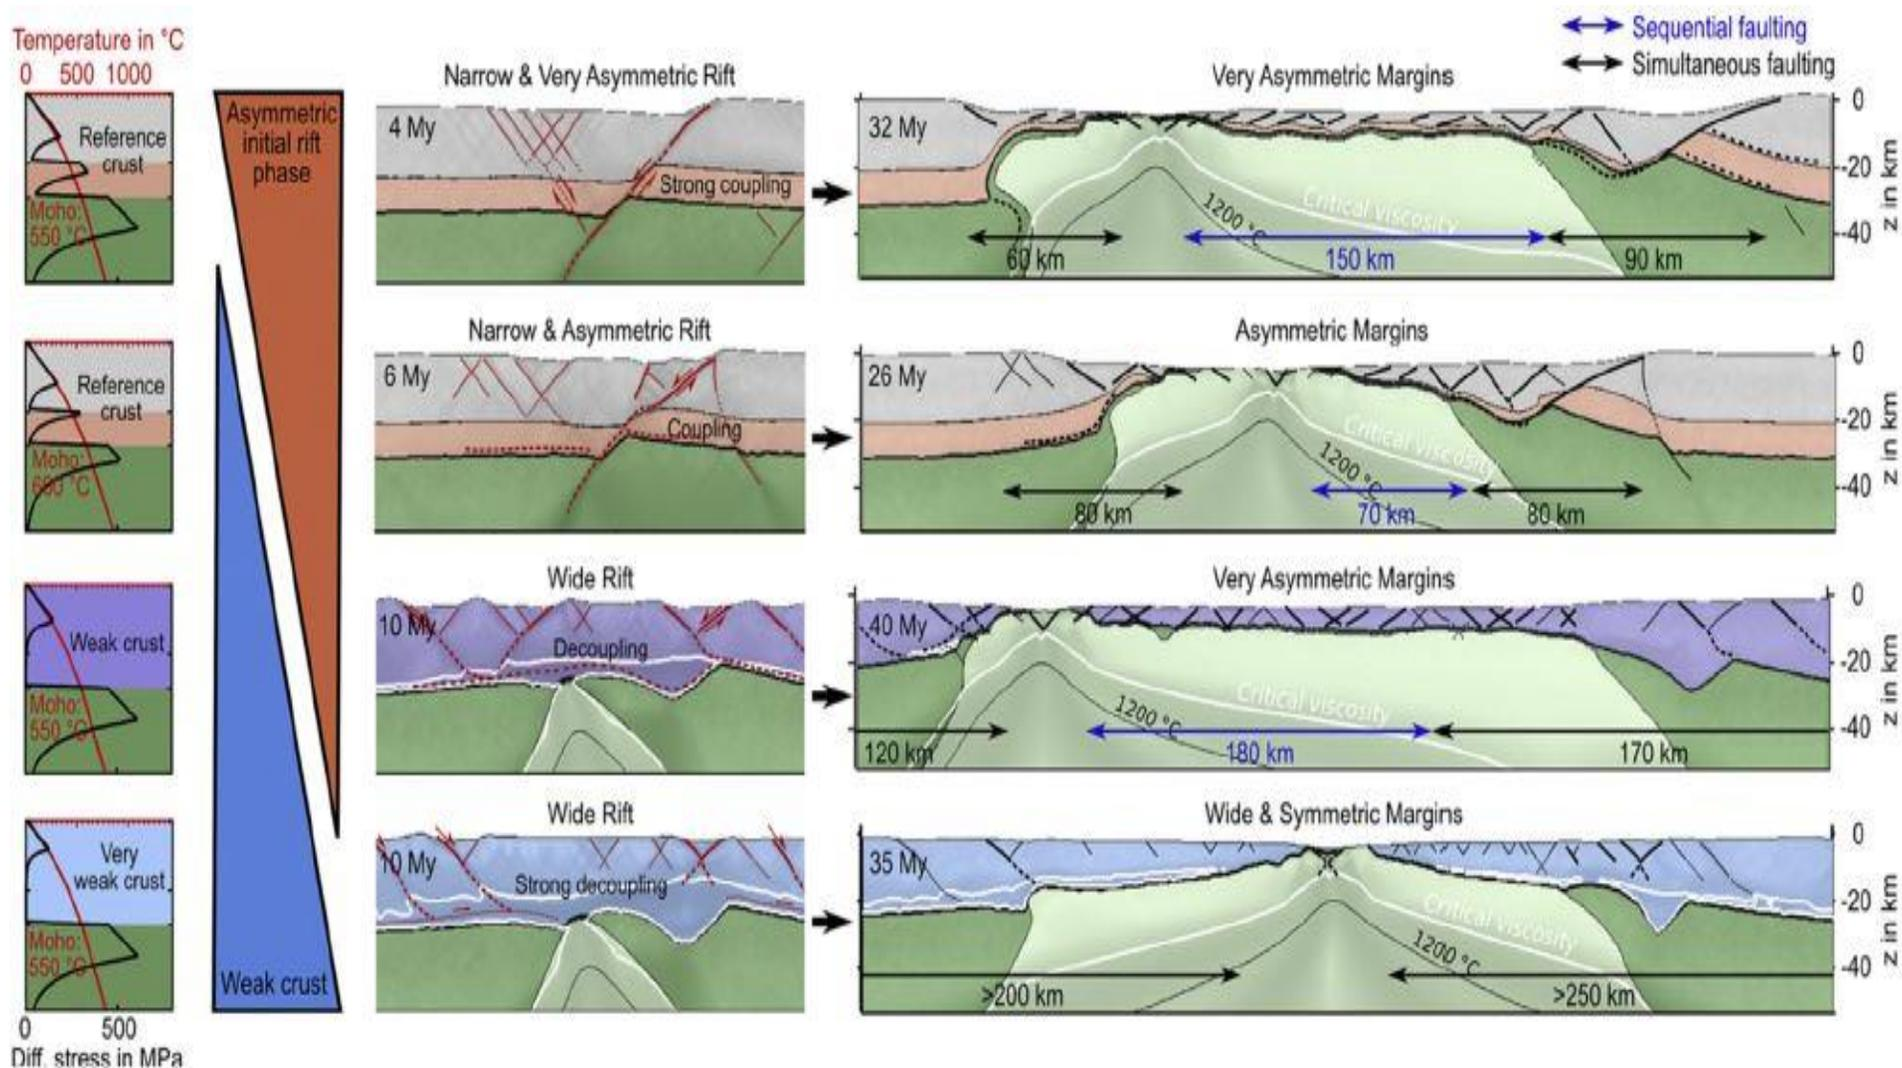 Sequential faulting
Simultaneous faulting
Temperature in °C
0 500 1000
Narrow & Very Asymmetric Rift
Very Asymmetric Margins
Reference
crust
Moho:
550 °C
Asymmetric
initial rift
phase
4 My
Strong coupling
32 My
Critical viscosity
1200 °C
60 km
150 km
90 km
0
-20
-40
z in km
Narrow & Asymmetric Rift
Asymmetric Margins
Reference
crust
Moho:
600 °C
6 My
Coupling
26 My
Critical viscosity
1200 °C
80 km
70 km
80 km
0
-20
-40
z in km
Wide Rift
Very Asymmetric Margins
Weak crust
Moho:
550 °C
10 My
Decoupling
40 My
Critical viscosity
1200 °C
120 km
180 km
170 km
0
-20
-40
z in km
Wide Rift
Wide & Symmetric Margins
Very
weak crust
Moho:
550 °C
Weak crust
10 My
Strong decoupling
35 My
Critical viscosity
1200 °C
>200 km
>250 km
0
-20
-40
z in km
0 500
Diff. stress in MPa